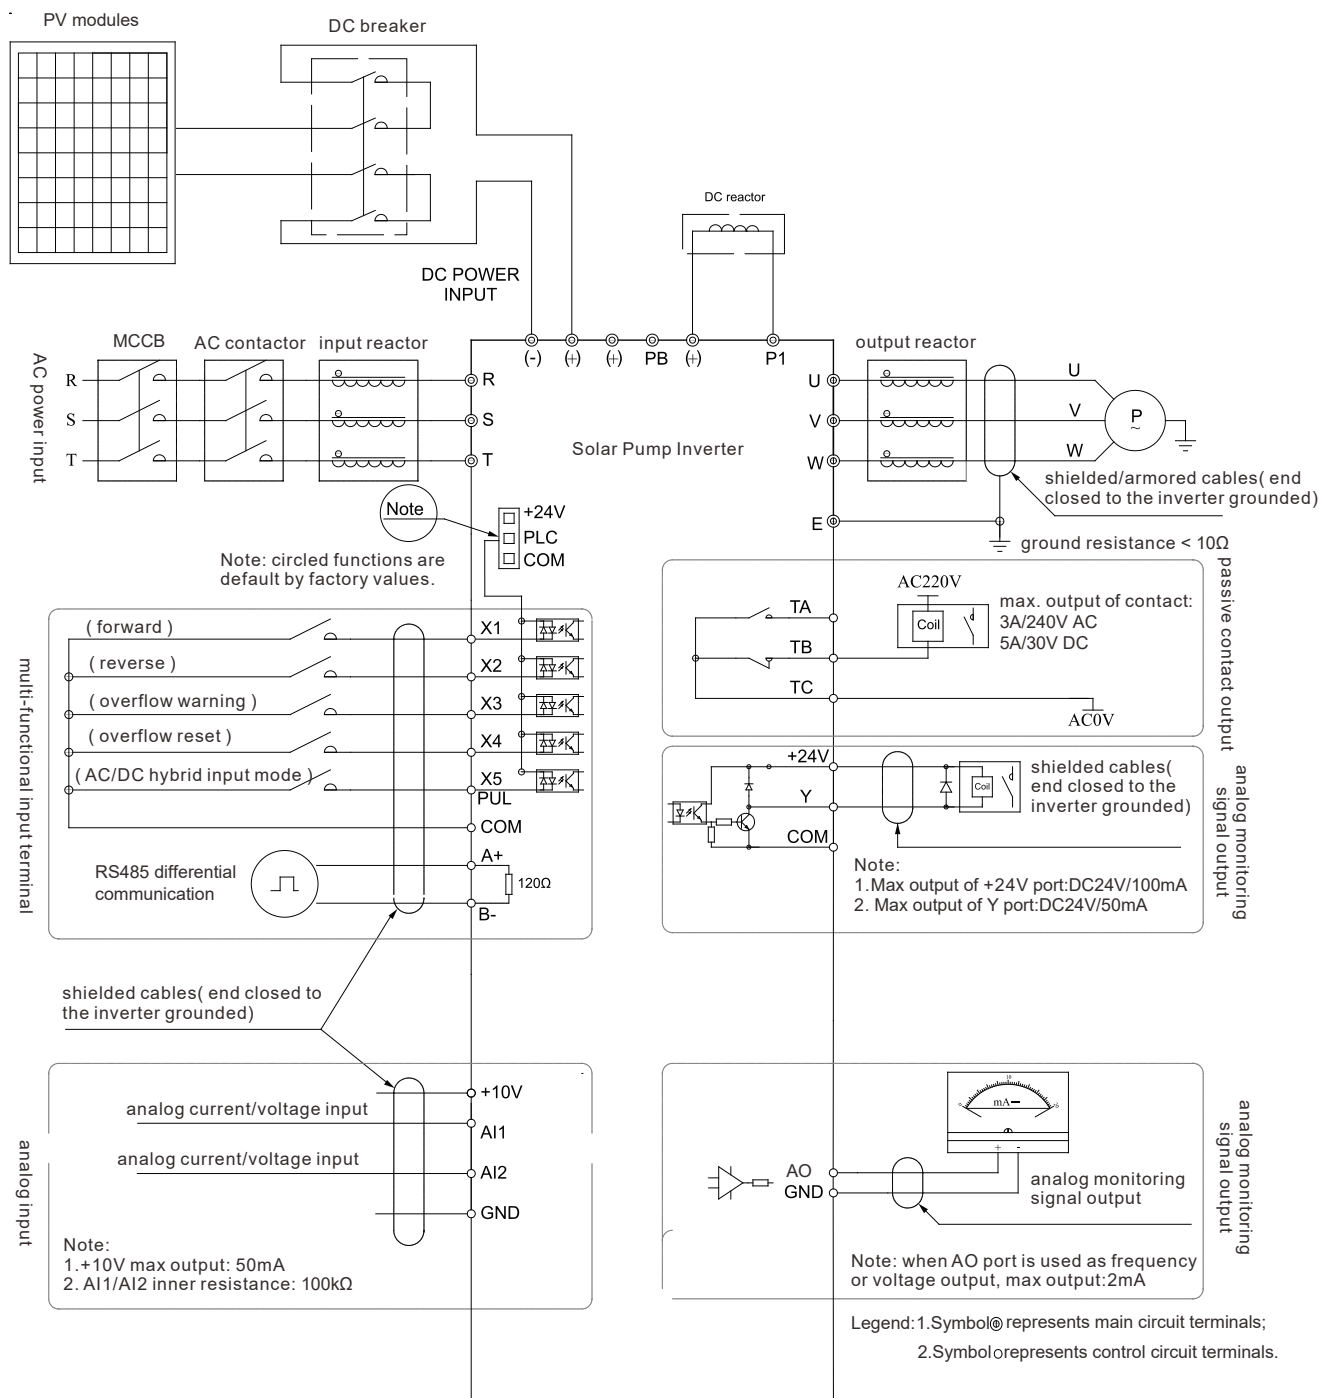 PV modules
DC breaker
DC reactor
DC POWER
INPUT
(-) (+) (+) PB (+) P1
AC power input
MCCB AC contactor input reactor
R
S
T
R
S
T
Solar Pump Inverter
output reactor
U
V
W
E
U
V
W
P
~
shielded/armored cables( end
closed to the inverter grounded)
ground resistance < 10Ω
Note
+24V
PLC
COM
Note: circled functions are
default by factory values.
multi-functional input terminal
( forward )
( reverse )
( overflow warning )
( overflow reset )
( AC/DC hybrid input mode )
X1
X2
X3
X4
X5
PUL
COM
A+
B-
120Ω
RS485 differential
communication
shielded cables( end closed to
the inverter grounded)
passive contact output
TA
TB
TC
AC220V
Coil
AC0V
max. output of contact:
3A/240V AC
5A/30V DC
analog monitoring
signal output
+24V
Y
COM
Coil
shielded cables(
end closed to the
inverter grounded)
Note:
1.Max output of +24V port:DC24V/100mA
2. Max output of Y port:DC24V/50mA
analog input
analog current/voltage input
analog current/voltage input
+10V
AI1
AI2
GND
Note:
1.+10V max output: 50mA
2. AI1/AI2 inner resistance: 100kΩ
analog monitoring
signal output
10
mA
+ -
AO
GND
analog monitoring
signal output
Note: when AO port is used as frequency
or voltage output, max output:2mA
Legend:1.Symbol represents main circuit terminals;
2.Symbol represents control circuit terminals.